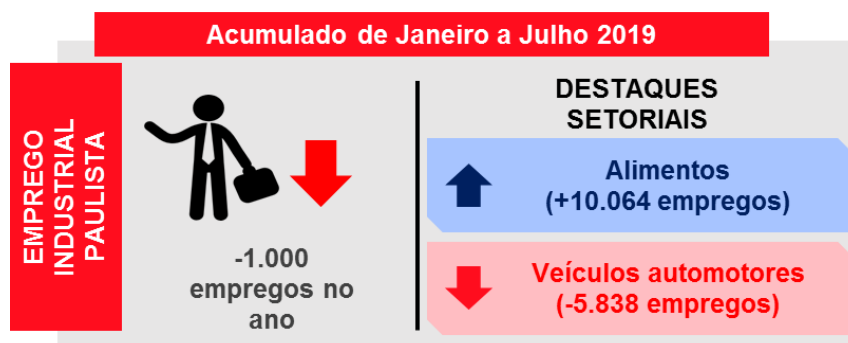 Acumulado de Janeiro a Julho 2019
EMPREGO
INDUSTRIAL
PAULISTA
-1.000
empregos no
ano
DESTAQUES
SETORIAIS
Alimentos
(+10.064 empregos)
Veículos automotores
(-5.838 empregos)